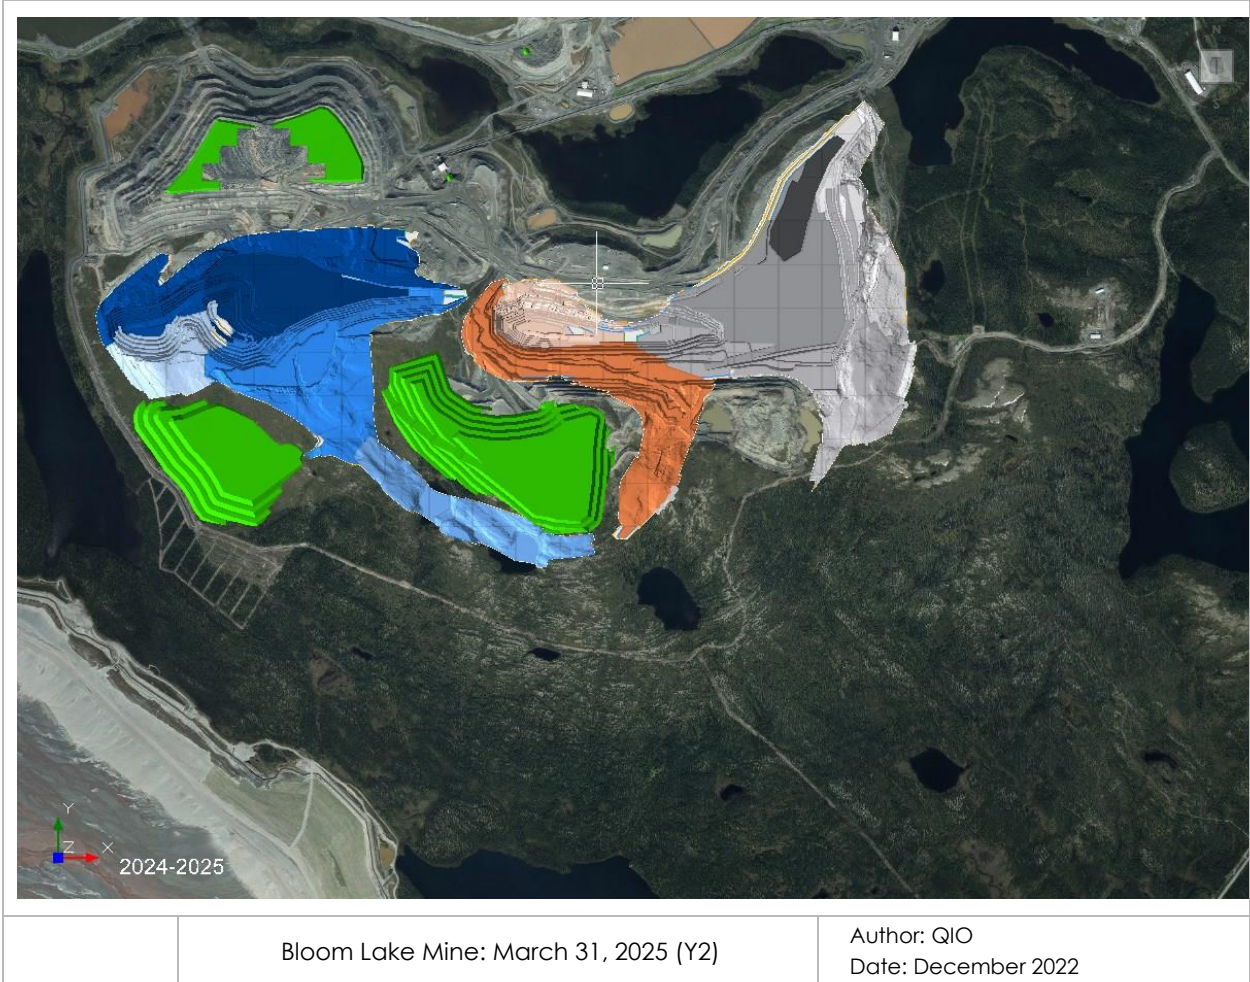 Y
Z X
2024-2025
Bloom Lake Mine: March 31, 2025 (Y2)
Author: QIO
Date: December 2022